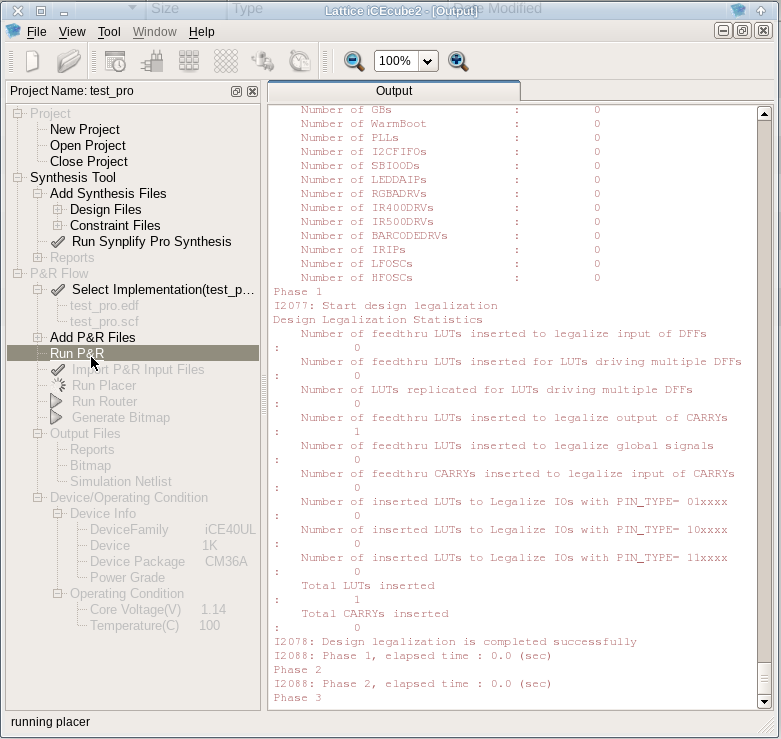 Size Type Date Modified
Lattice iCEcube2 - [Output]
File View Tool Window Help
100%
Project Name: test_pro
Project
New Project
Open Project
Close Project
Synthesis Tool
Add Synthesis Files
Design Files
Constraint Files
Run Synplify Pro Synthesis
Reports
P&R Flow
Select Implementation(test_p...
test_pro.edf
test_pro.scf
Add P&R Files
Run P&R
Import P&R Input Files
Run Placer
Run Router
Generate Bitmap
Output Files
Reports
Bitmap
Simulation Netlist
Device/Operating Condition
Device Info
DeviceFamily iCE40UL
Device 1K
Device Package CM36A
Power Grade
Operating Condition
Core Voltage(V) 1.14
Temperature(C) 100
Output
Number of GBs : 0
Number of WarmBoot : 0
Number of PLLs : 0
Number of I2CFIFOs : 0
Number of SBIOODs : 0
Number of LEDDAIPs : 0
Number of RGBADRVs : 0
Number of IR400DRVs : 0
Number of IR500DRVs : 0
Number of BARCODEDRVs : 0
Number of IRIPs : 0
Number of LFOSCs : 0
Number of HFOSCs : 0
Phase 1
I2077: Start design legalization
Design Legalization Statistics
Number of feedthru LUTs inserted to legalize input of DFFs
: 0
Number of feedthru LUTs inserted for LUTs driving multiple DFFs
: 0
Number of LUTs replicated for LUTs driving multiple DFFs
: 0
Number of feedthru LUTs inserted to legalize output of CARRYs
: 1
Number of feedthru LUTs inserted to legalize global signals
: 0
Number of feedthru CARRYs inserted to legalize input of CARRYs
: 0
Number of inserted LUTs to Legalize IOs with PIN_TYPE= 01xxxx
: 0
Number of inserted LUTs to Legalize IOs with PIN_TYPE= 10xxxx
: 0
Number of inserted LUTs to Legalize IOs with PIN_TYPE= 11xxxx
: 0
Total LUTs inserted
: 1
Total CARRYs inserted
: 0
I2078: Design legalization is completed successfully
I2088: Phase 1, elapsed time : 0.0 (sec)
Phase 2
I2088: Phase 2, elapsed time : 0.0 (sec)
Phase 3
running placer